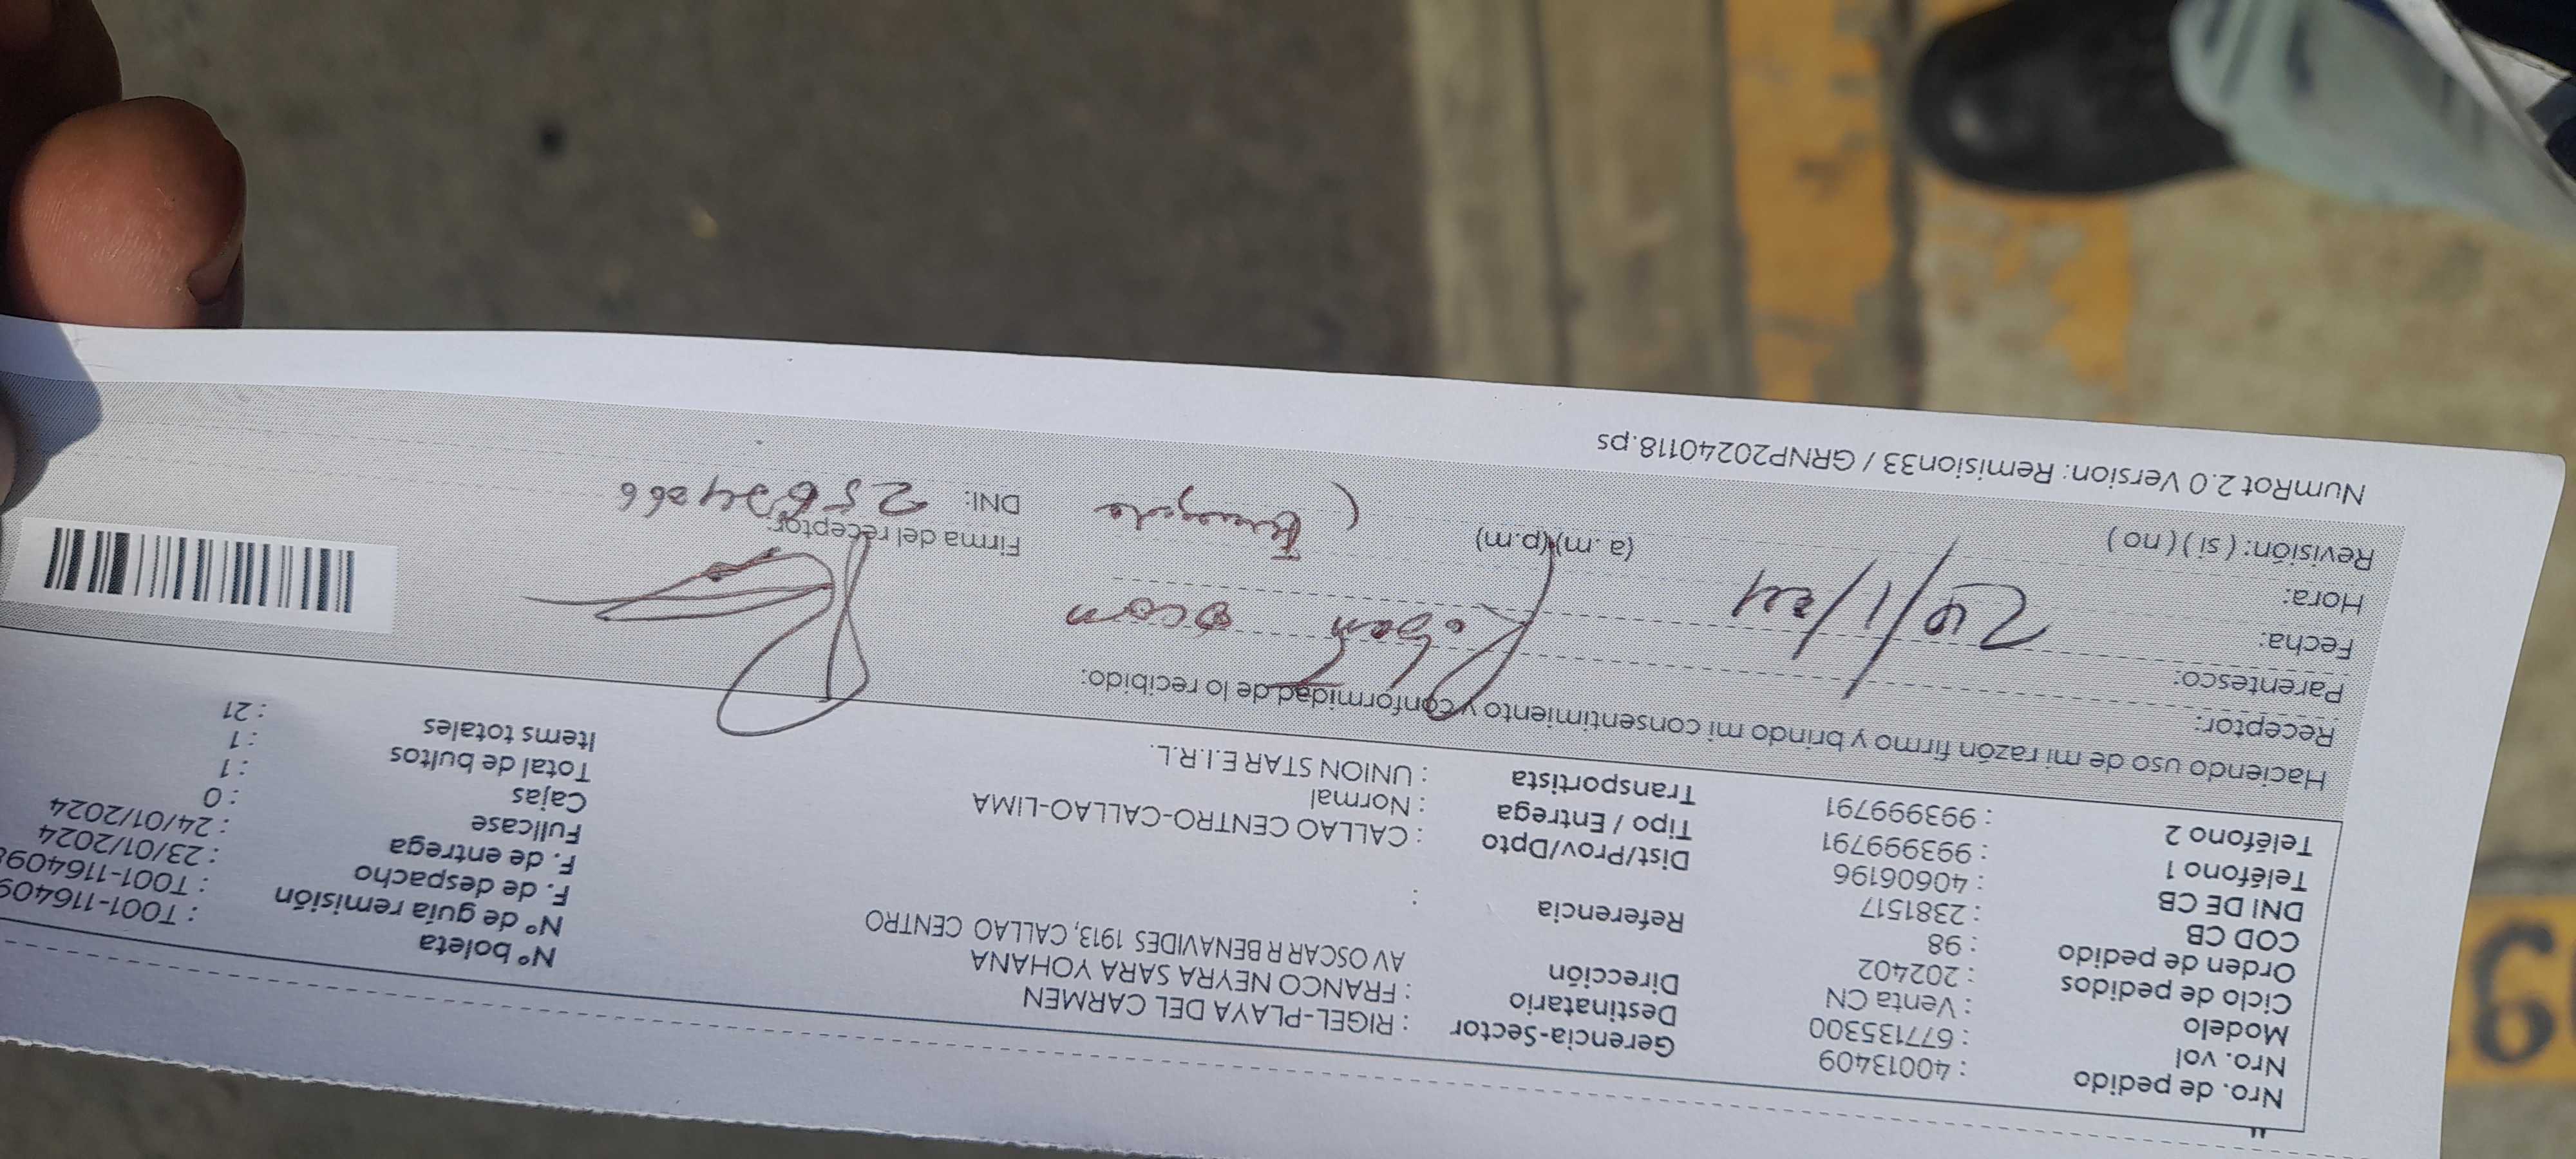 Nro. de pedido : 40013409
Nro. vol : 677135300
Modelo : Venta CN
Ciclo de pedidos : 202402
Orden de pedido : 98
COD CB : 2381517
DNI DE CB : 40606196
Teléfono 1 : 993999791
Teléfono 2 : 993999791
Gerencia-Sector : RIGEL-PLAYA DEL CARMEN
Destinatario : FRANCO NEYRA SARA YOHANA
Dirección : AV OSCAR R BENAVIDES 1913, CALLAO CENTRO
Referencia :
Dist/Prov/Dpto : CALLAO CENTRO-CALLAO-LIMA
Tipo / Entrega : Normal
Transportista : UNION STAR E.I.R.L.
N° boleta : T001-116409
N° de guía remisión : T001-1164098
F. de despacho : 23/01/2024
F. de entrega : 24/01/2024
Fullcase : 0
Cajas : 1
Total de bultos : 1
Items totales : 21
Haciendo uso de mi razón firmo y brindo mi consentimiento y conformidad de lo recibido:
Receptor:
Parentesco:
Fecha: 24/1/24
Hora: (a. m)(p.m)
Revisión: ( si ) ( no )
Firma del receptor:
DNI:
NumRot 2.0 Version: Remision33 / GRNP20240118.ps